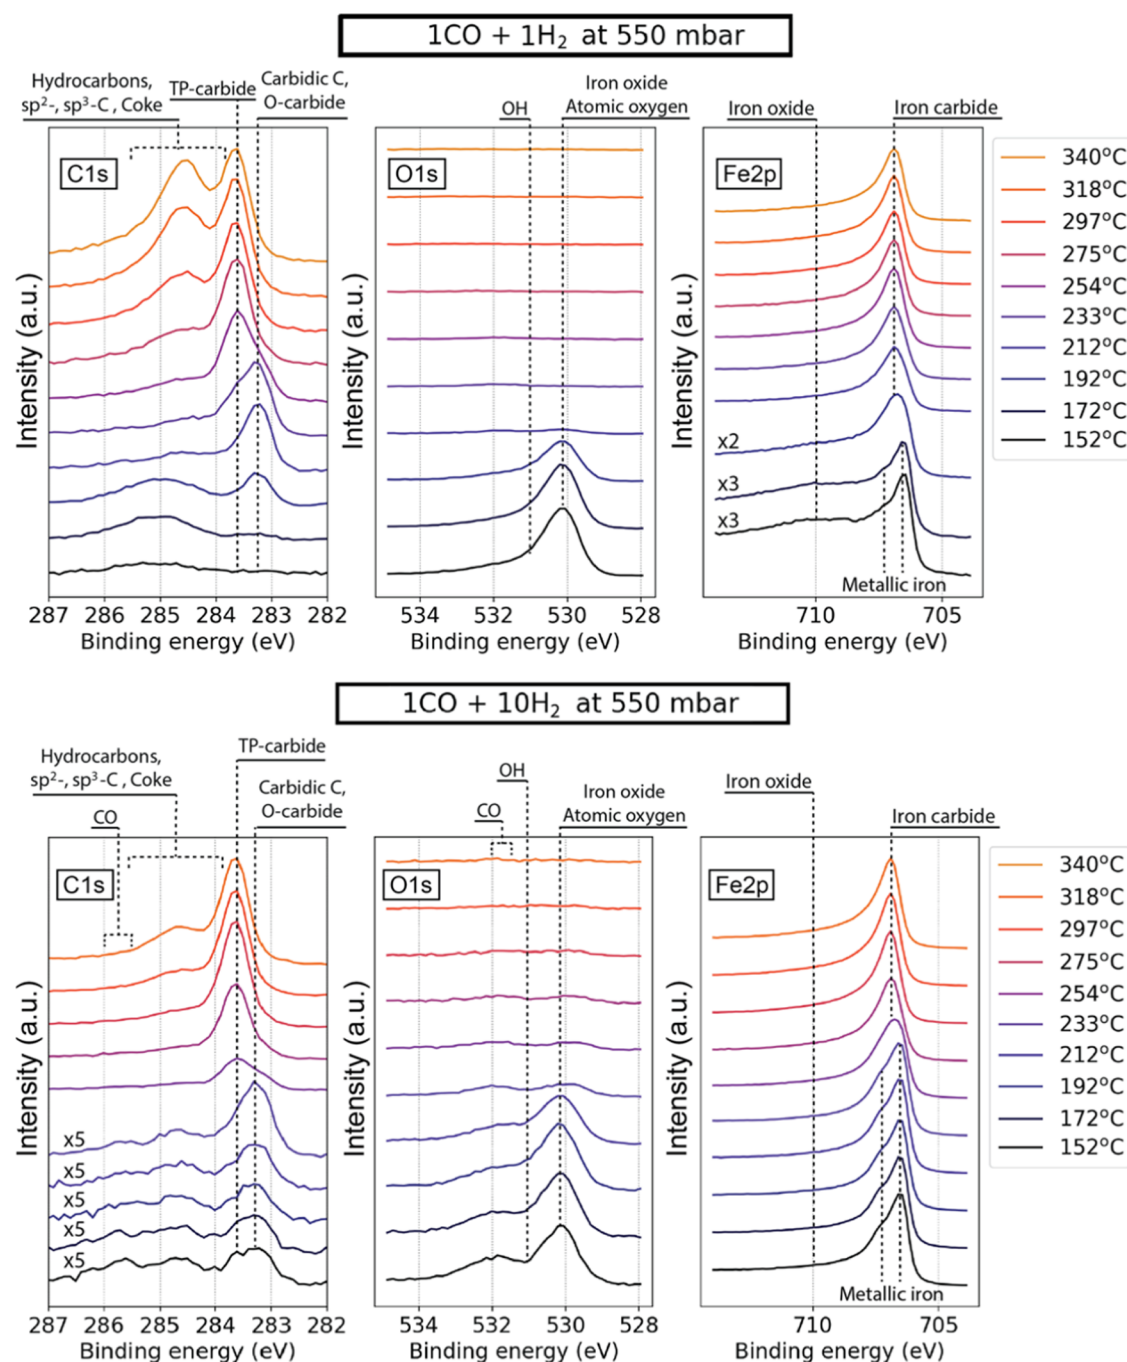 1CO + 1H₂ at 550 mbar
Hydrocarbons,
sp²-, sp³-C , Coke
TP-carbide
Carbidic C,
O-carbide
OH
Iron oxide
Atomic oxygen
Iron oxide
Iron carbide
C1s
O1s
Fe2p
Intensity (a.u.)
Intensity (a.u.)
Intensity (a.u.)
x2
x3
x3
Metallic iron
340°C
318°C
297°C
275°C
254°C
233°C
212°C
192°C
172°C
152°C
287 286 285 284 283 282
534 532 530 528
710 705
Binding energy (eV)
Binding energy (eV)
Binding energy (eV)
1CO + 10H₂ at 550 mbar
Hydrocarbons,
sp²-, sp³-C , Coke
CO
TP-carbide
Carbidic C,
O-carbide
OH
CO
Iron oxide
Atomic oxygen
Iron oxide
Iron carbide
C1s
O1s
Fe2p
Intensity (a.u.)
Intensity (a.u.)
Intensity (a.u.)
x5
x5
x5
x5
x5
Metallic iron
340°C
318°C
297°C
275°C
254°C
233°C
212°C
192°C
172°C
152°C
287 286 285 284 283 282
534 532 530 528
710 705
Binding energy (eV)
Binding energy (eV)
Binding energy (eV)